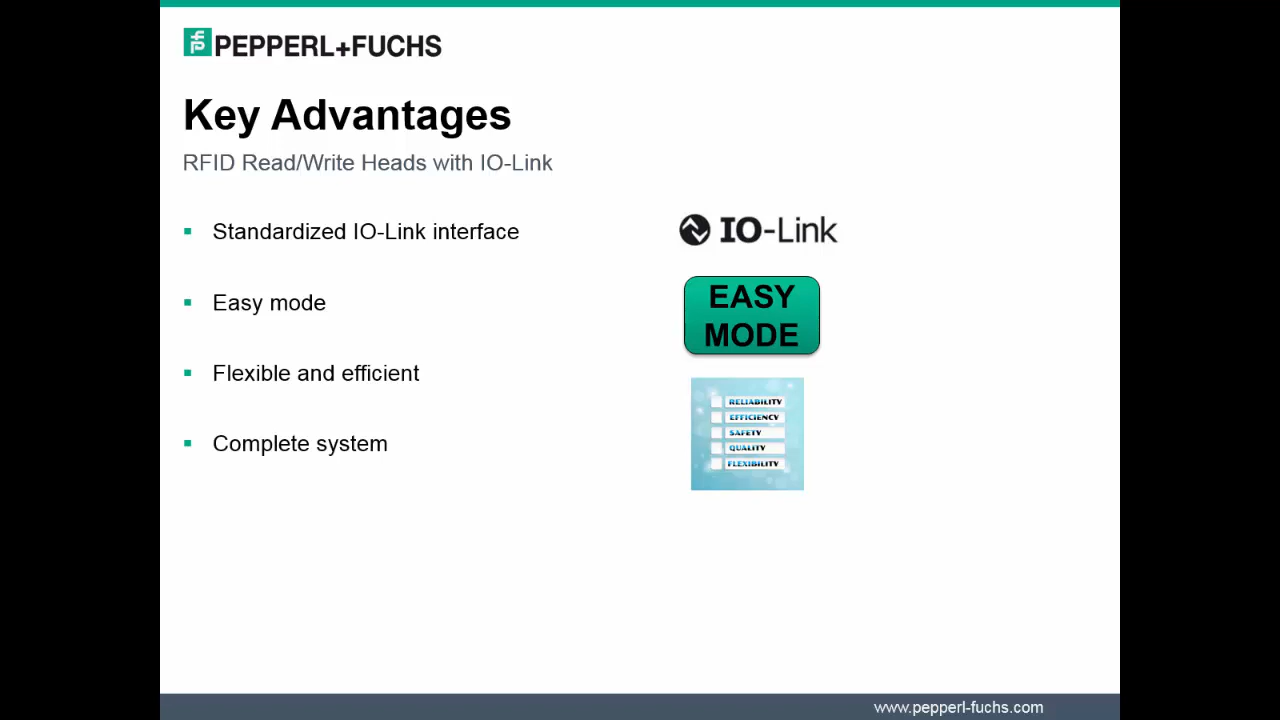 PEPPERL+FUCHS
Key Advantages
RFID Read/Write Heads with IO-Link
Standardized IO-Link interface
IO-Link
Easy mode
EASY
MODE
Flexible and efficient
RELIABILITY
EFFICIENCY
SAFETY
QUALITY
FLEXIBILITY
Complete system
www.pepperl-fuchs.com